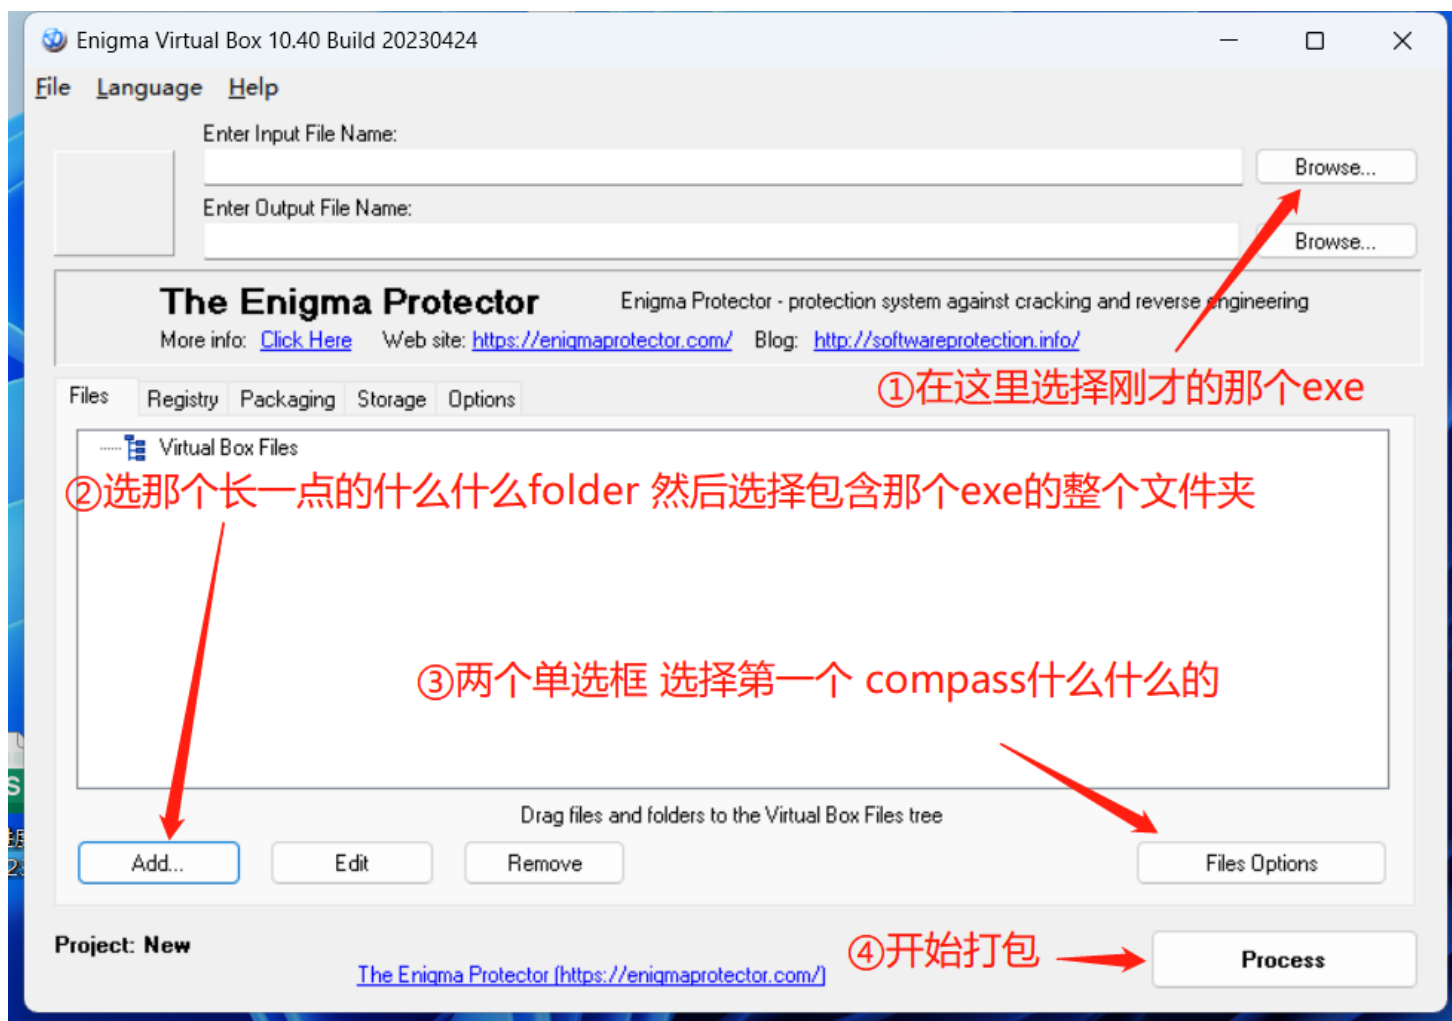 Enigma Virtual Box 10.40 Build 20230424
File Language Help
Enter Input File Name:
Browse...
Enter Output File Name:
Browse...
The Enigma Protector Enigma Protector - protection system against cracking and reverse engineering
More info: Click Here Web site: https://enigmaprotector.com/ Blog: http://softwareprotection.info/
①在这里选择刚才的那个exe
Files Registry Packaging Storage Options
Virtual Box Files
②选那个长一点的什么什么folder 然后选择包含那个exe的整个文件夹
③两个单选框 选择第一个 compass什么什么的
Drag files and folders to the Virtual Box Files tree
Add... Edit Remove Files Options
Project: New
④开始打包
Process
The Enigma Protector (https://enigmaprotector.com/)